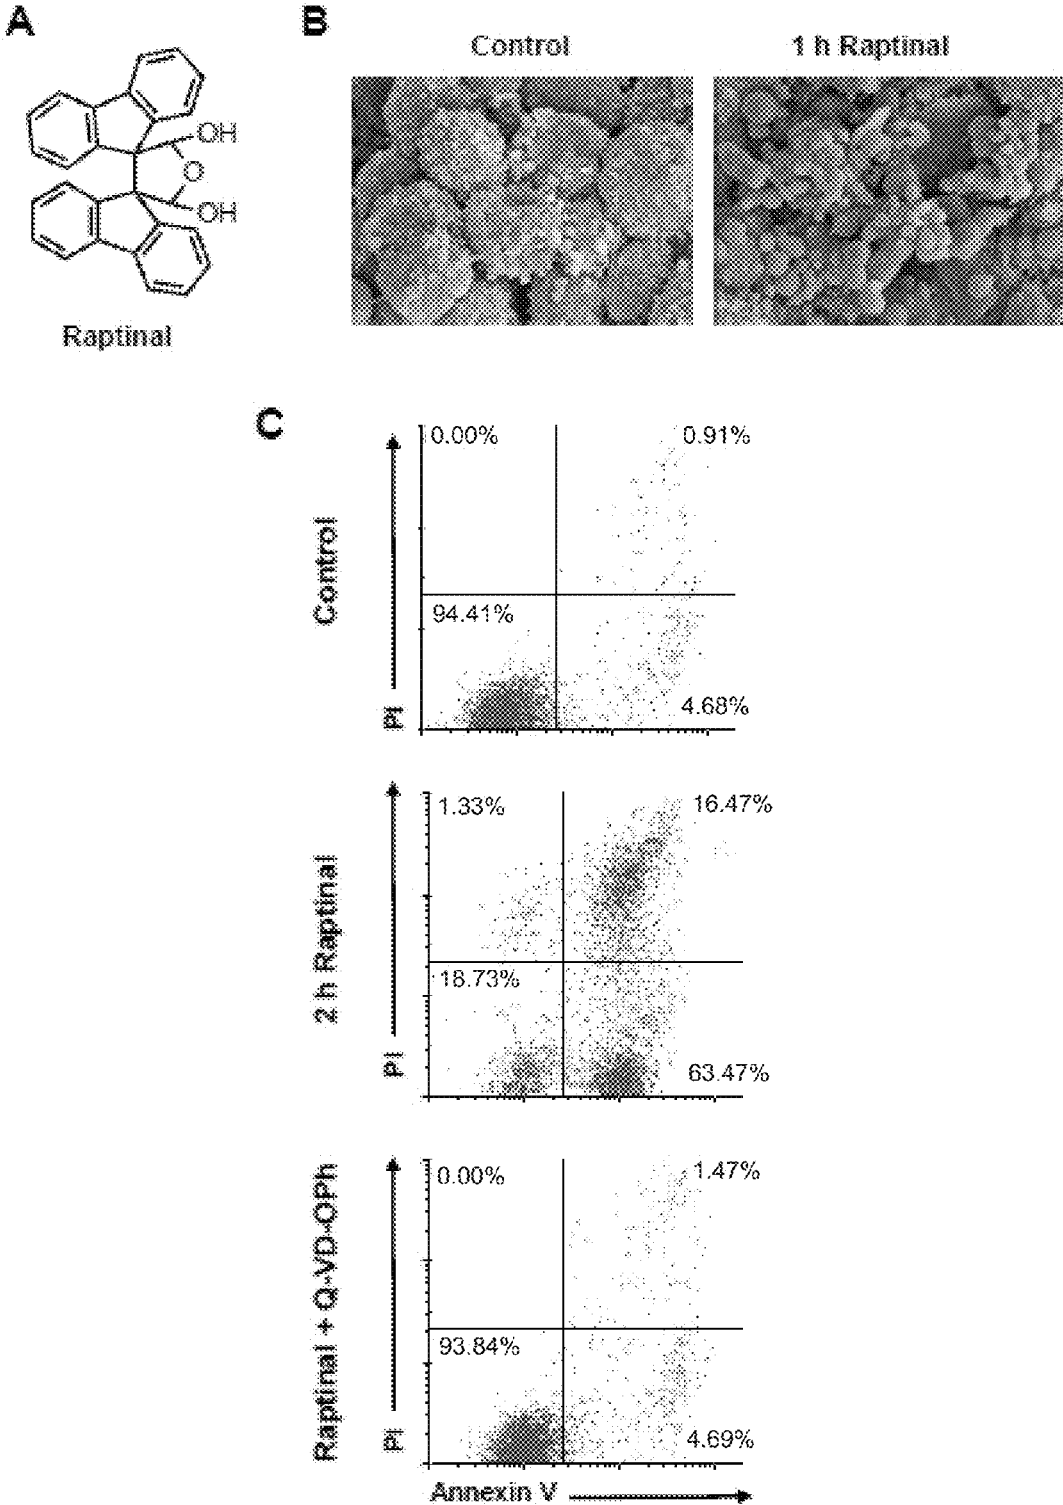 A
B
Control
1 h Raptinal
OH
O
OH
Raptinal
C
Control
PI
0.00%
0.91%
94.41%
4.68%
2 h Raptinal
PI
1.33%
16.47%
18.73%
63.47%
Raptinal + Q-VD-OPh
PI
0.00%
1.47%
93.84%
4.69%
Annexin V